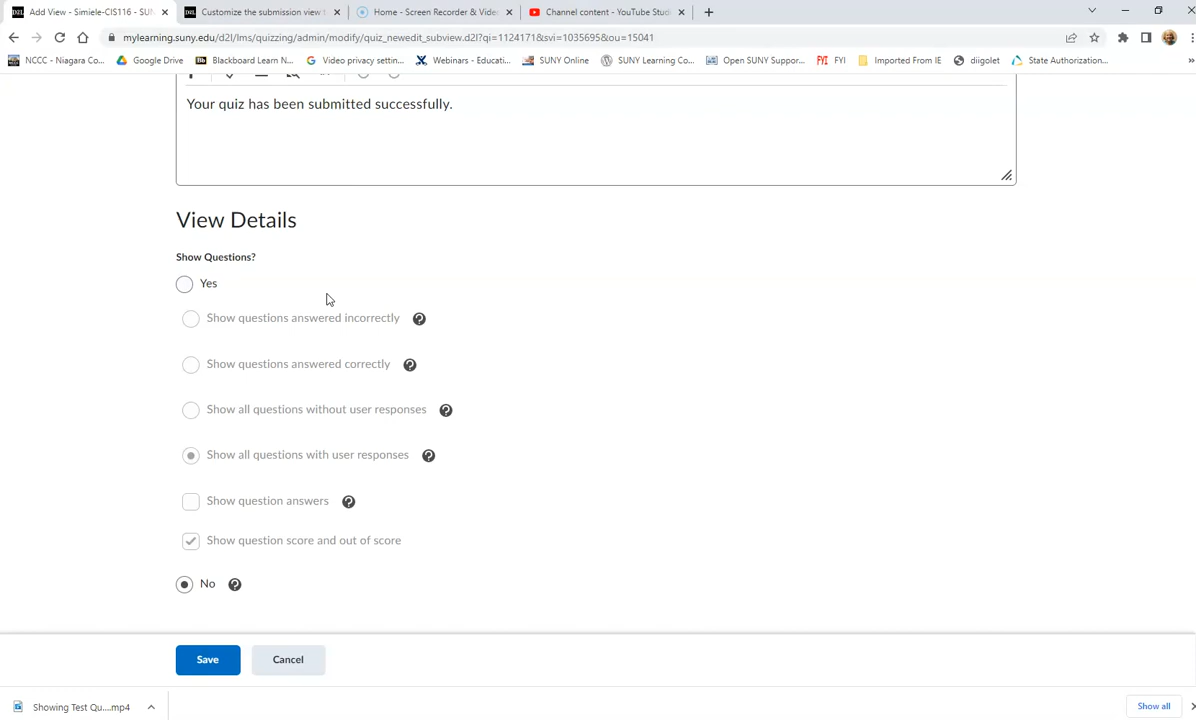 Add View - Simiele-CIS116 - SUN
Customize the submission view t
Home - Screen Recorder & Video
Channel content - YouTube Studi
mylearning.suny.edu/d2l/lms/quizzing/admin/modify/quiz_newedit_subview.d2l?qi=1124171&svi=1035695&ou=15041
NCCC - Niagara Co...
Google Drive
Blackboard Learn N...
Video privacy settin...
Webinars - Educati...
SUNY Online
SUNY Learning Co...
Open SUNY Suppor...
FYI FYI
Imported From IE
diigolet
State Authorization...
Your quiz has been submitted successfully.
View Details
Show Questions?
Yes
Show questions answered incorrectly
Show questions answered correctly
Show all questions without user responses
Show all questions with user responses
Show question answers
Show question score and out of score
No
Save Cancel
Showing Test Qu....mp4
Show all